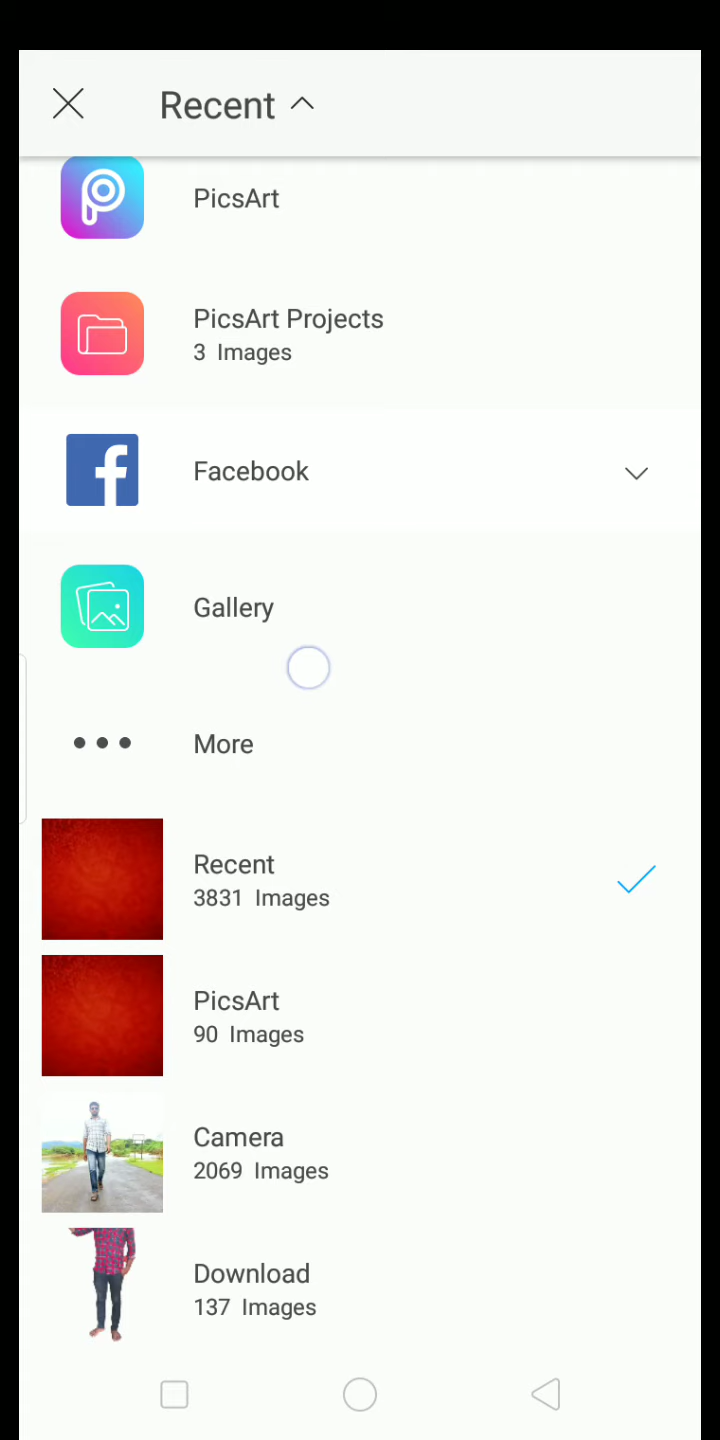 Recent
PicsArt
PicsArt Projects
3 Images
Facebook
Gallery
More
Recent
3831 Images
PicsArt
90 Images
Camera
2069 Images
Download
137 Images